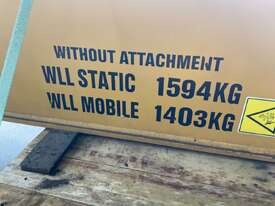 WITHOUT ATTACHMENT
WLL STATIC 1594KG
WLL MOBILE 1403KG